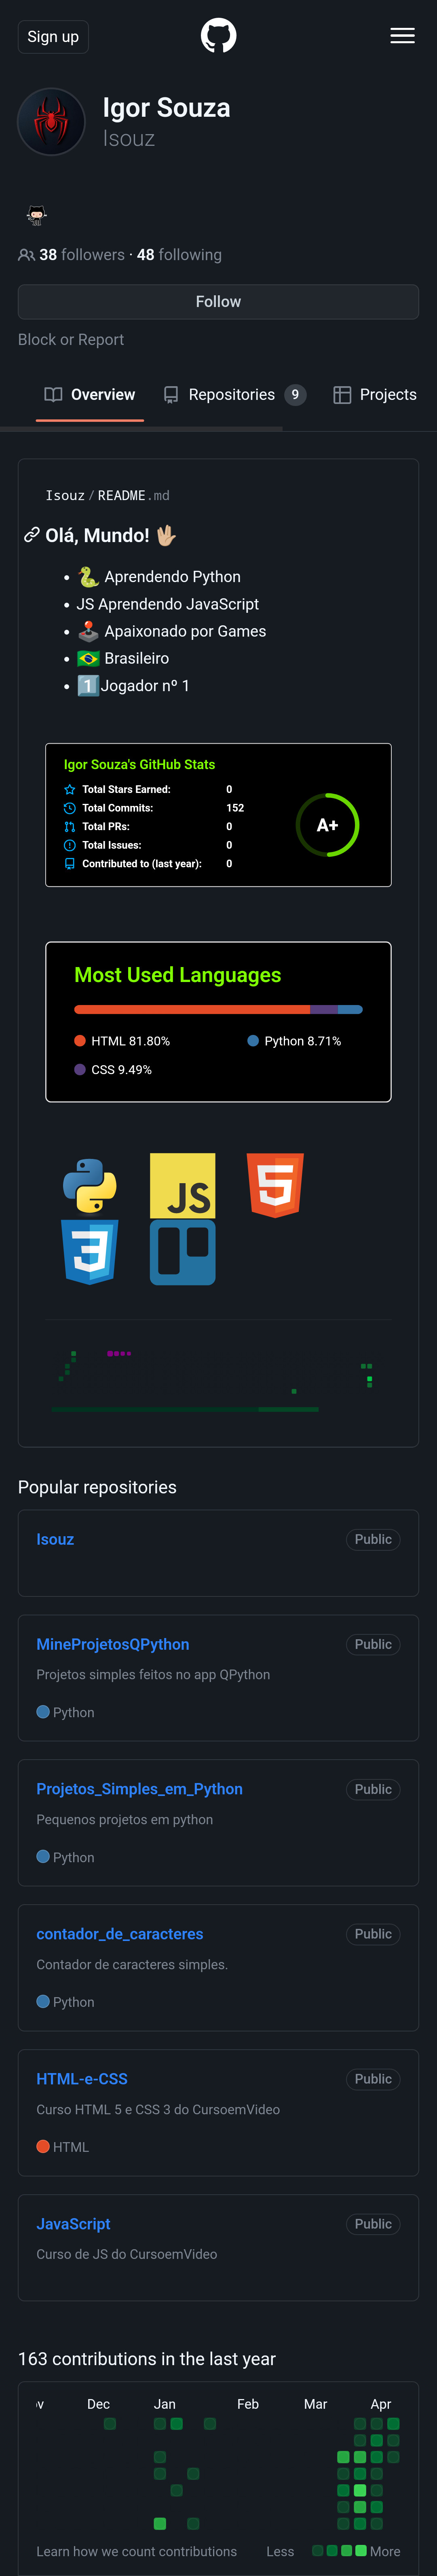 Sign up
Igor Souza
Isouz
38 followers · 48 following
Follow
Block or Report
Overview
Repositories 9
Projects
Isouz / README.md
Olá, Mundo! 🖖🏼
• 🐍 Aprendendo Python
• JS Aprendendo JavaScript
• 🕹️ Apaixonado por Games
• 🇧🇷 Brasileiro
• 1️⃣Jogador nº 1
Igor Souza's GitHub Stats
Total Stars Earned: 0
Total Commits: 152
Total PRs: 0
Total Issues: 0
Contributed to (last year): 0
A+
Most Used Languages
HTML 81.80%
Python 8.71%
CSS 9.49%
JS
5
3
Popular repositories
Isouz
Public
MineProjetosQPython
Public
Projetos simples feitos no app QPython
Python
Projetos_Simples_em_Python
Public
Pequenos projetos em python
Python
contador_de_caracteres
Public
Contador de caracteres simples.
Python
HTML-e-CSS
Public
Curso HTML 5 e CSS 3 do CursoemVideo
HTML
JavaScript
Public
Curso de JS do CursoemVideo
163 contributions in the last year
ov Dec Jan Feb Mar Apr
Learn how we count contributions
Less More